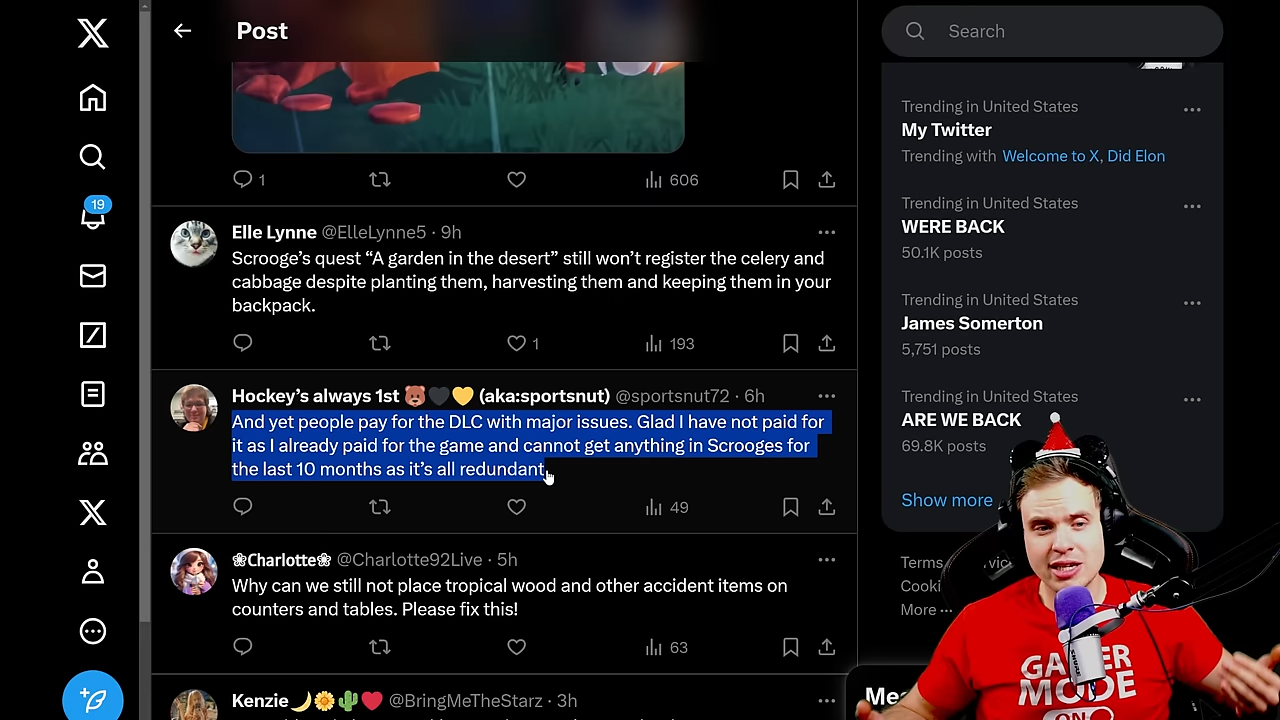 Post
Search
1
606
Trending in United States
My Twitter
Trending with Welcome to X, Did Elon
Trending in United States
WERE BACK
50.1K posts
Trending in United States
James Somerton
5,751 posts
Trending in United States
ARE WE BACK
69.8K posts
Show more
Terms
vic
Cooki
More ···
19
Elle Lynne @ElleLynne5 · 9h
Scrooge’s quest “A garden in the desert” still won’t register the celery and
cabbage despite planting them, harvesting them and keeping them in your
backpack.
1
193
Hockey’s always 1st 🐻🖤💛 (aka:sportsnut) @sportsnut72 · 6h
And yet people pay for the DLC with major issues. Glad I have not paid for
it as I already paid for the game and cannot get anything in Scrooges for
the last 10 months as it’s all redundant
49
❀Charlotte❀ @Charlotte92Live · 5h
Why can we still not place tropical wood and other accident items on
counters and tables. Please fix this!
63
Kenzie🌙🌼🌵❤️ @BringMeTheStarz · 3h
Mes
GAMER
MODE
ON